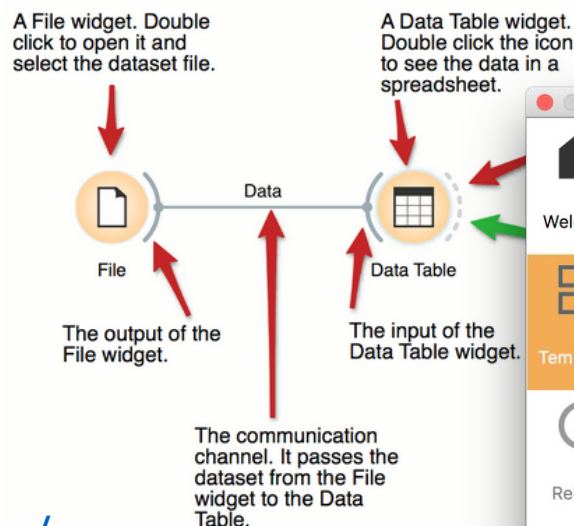 A File widget. Double
click to open it and
select the dataset file.
A Data Table widget.
Double click the icon
to see the data in a
spreadsheet.
Data
File
Data Table
The output of the
File widget.
The input of the
Data Table widget.
The communication
channel. It passes the
dataset from the File
widget to the Data
Table.
Wel
Tem
Re